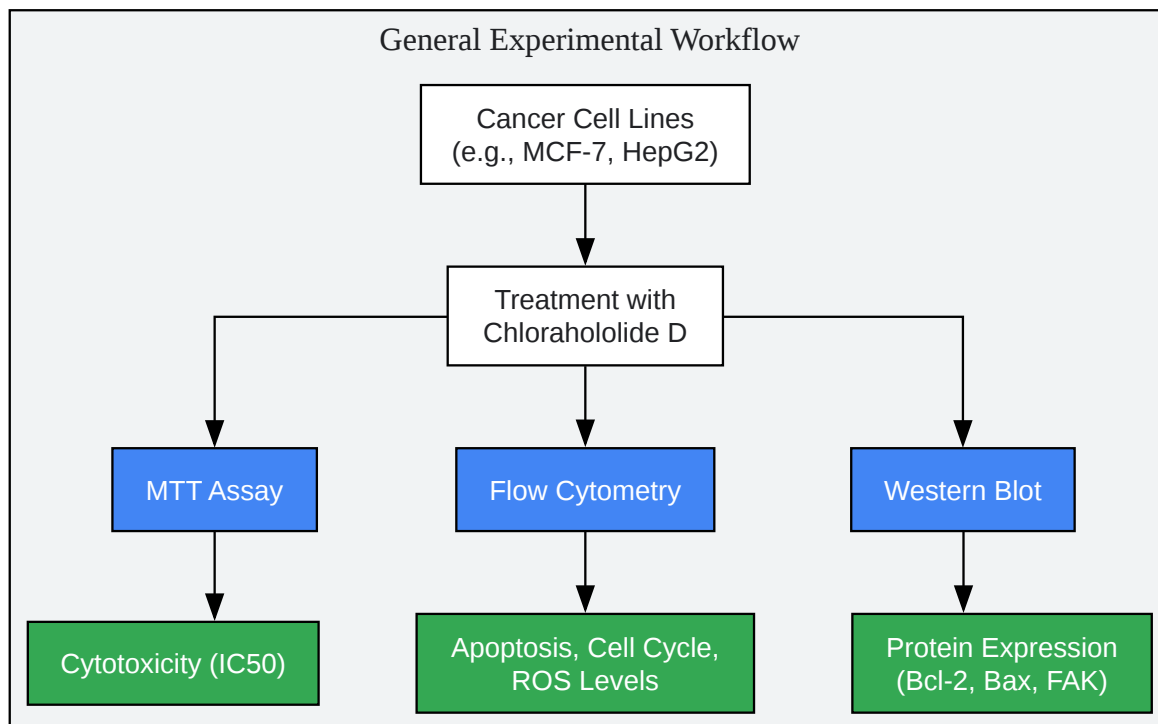 General Experimental Workflow
Cancer Cell Lines
(e.g., MCF-7, HepG2)
Treatment with
Chlorahololide D
MTT Assay
Flow Cytometry
Western Blot
Cytotoxicity (IC50)
Apoptosis, Cell Cycle,
ROS Levels
Protein Expression
(Bcl-2, Bax, FAK)